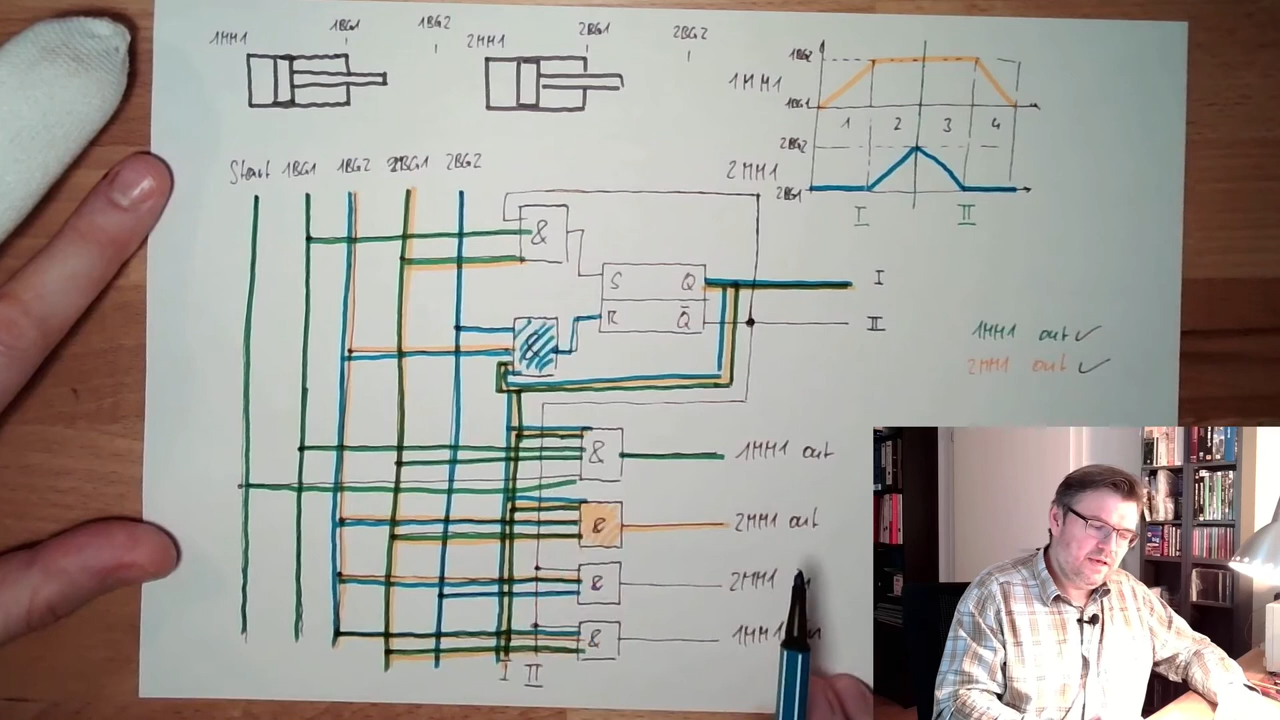 1MM1 1BG1 1BG2 2MM1 2BG1 2BG2
1MM1 1BG2
1BG1
1 2 3 4
2BG2
2MM1
2BG1
I II
Start 1BG1 1BG2 2BG1 2BG2
&
S Q I
R Q̄ II
&
1MM1 out ✓
2MM1 out ✓
& 1MM1 out
& 2MM1 out
& 2MM1
& 1MM1
I II